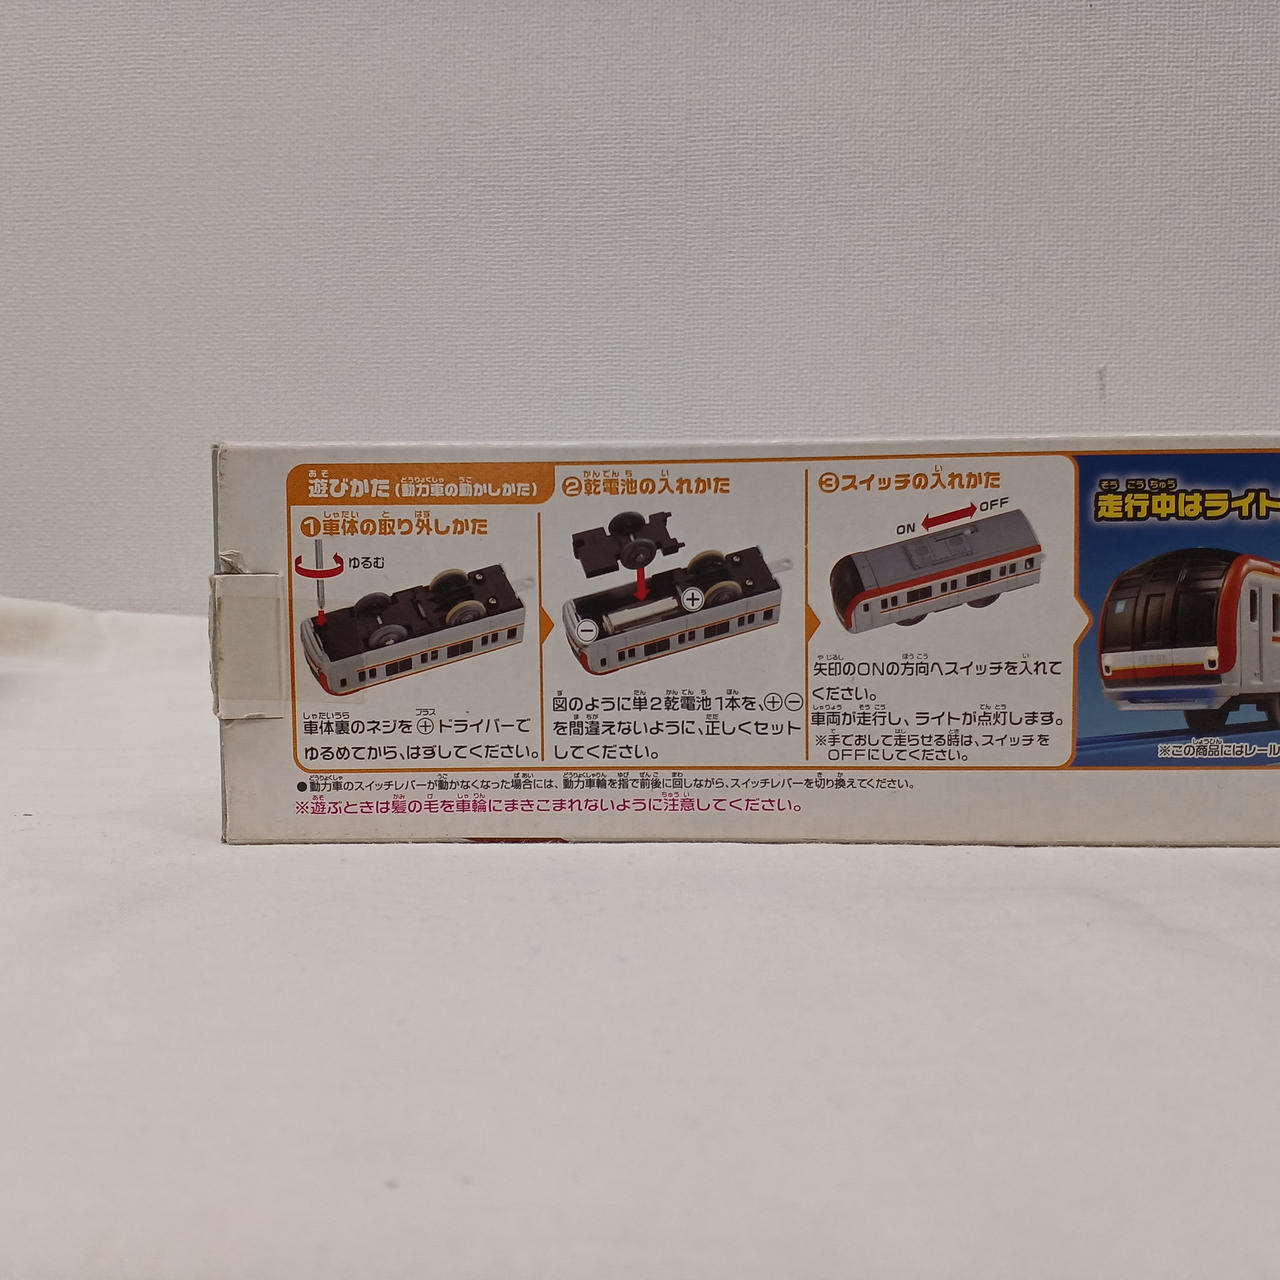 遊びかた(動力車の動かしかた)
①車体の取り外しかた
ゆるむ
車体裏のネジを⊕ドライバーで
ゆるめてから、はずしてください。
②乾電池の入れかた
+
−
図のように単2乾電池1本を、⊕⊖
を間違えないように、正しくセット
してください。
③スイッチの入れかた
ON OFF
矢印のONの方向へスイッチを入れて
ください。
車両が走行し、ライトが点灯します。
※手でおして走らせる時は、スイッチを
OFFにしてください。
●動力車のスイッチレバーが動かなくなった場合には、動力車輪を指で前後に回しながら、スイッチレバーを切り換えてください。
※遊ぶときは髪の毛を車輪にまきこまれないように注意してください。
走行中はライト
※この商品にはレール